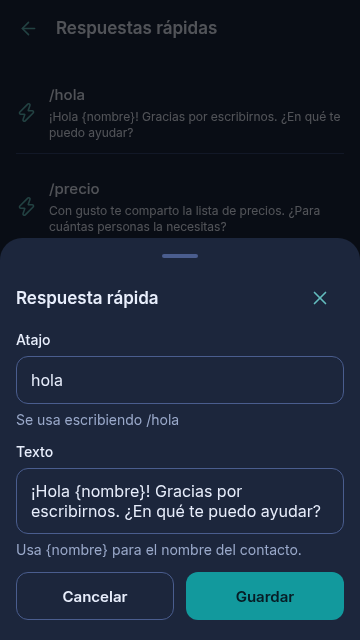 Respuestas rápidas
/hola
¡Hola {nombre}! Gracias por escribirnos. ¿En qué te
puedo ayudar?
/precio
Con gusto te comparto la lista de precios. ¿Para
cuántas personas la necesitas?
Respuesta rápida
Atajo
hola
Se usa escribiendo /hola
Texto
¡Hola {nombre}! Gracias por
escribirnos. ¿En qué te puedo ayudar?
Usa {nombre} para el nombre del contacto.
Cancelar
Guardar